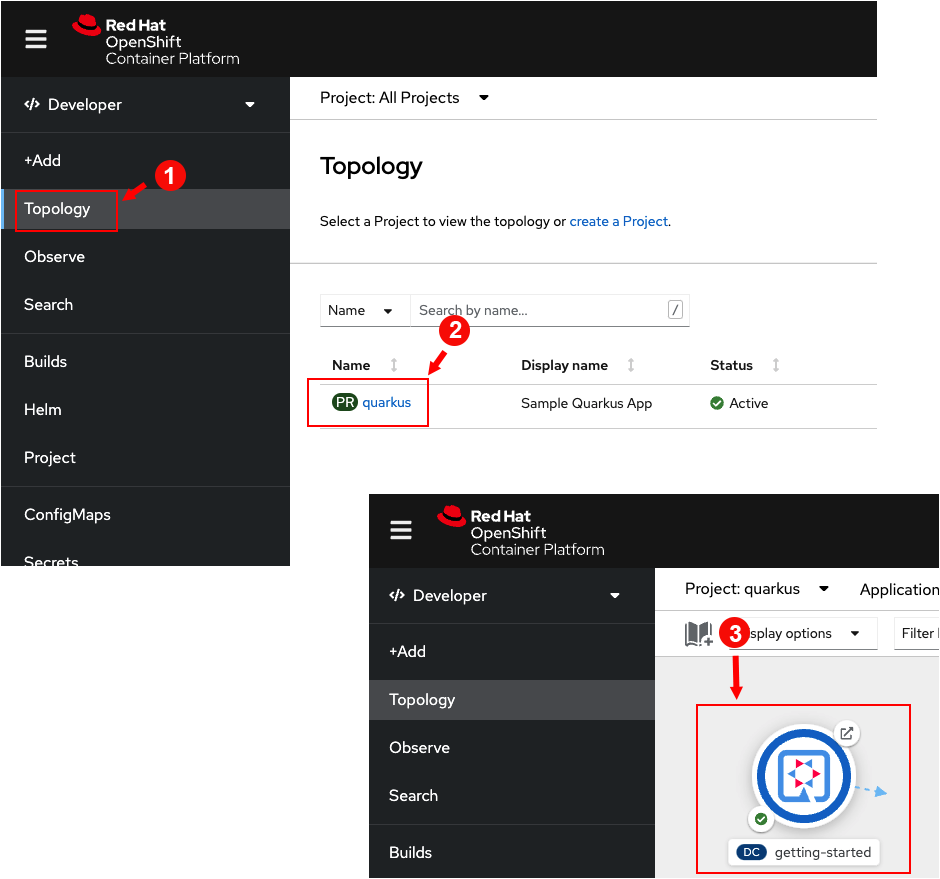 Red Hat
OpenShift
Container Platform
Developer
+Add
1
Topology
Observe
Search
Builds
Helm
Project
ConfigMaps
Secrets
Project: All Projects
Topology
Select a Project to view the topology or create a Project.
Name Search by name... /
2
Name Display name Status
PR quarkus Sample Quarkus App Active
Red Hat
OpenShift
Container Platform
Developer
+Add
Topology
Observe
Search
Builds
Project: quarkus Application
3 splay options Filter
DC getting-started